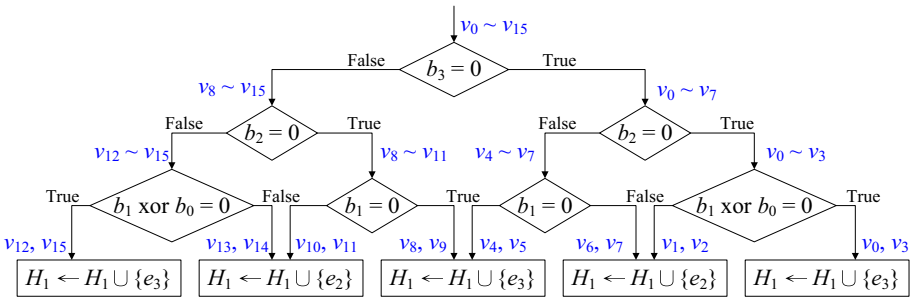 v₀ ~ v₁₅
False b₃ = 0 True
v₈ ~ v₁₅ v₀ ~ v₇
False b₂ = 0 True False b₂ = 0 True
v₁₂ ~ v₁₅ v₈ ~ v₁₁ v₄ ~ v₇ v₀ ~ v₃
True b₁ xor b₀ = 0 False b₁ = 0 True b₁ = 0 False b₁ xor b₀ = 0 True
v₁₂, v₁₅ v₁₃, v₁₄ v₁₀, v₁₁ v₈, v₉ v₄, v₅ v₆, v₇ v₁, v₂ v₀, v₃
H₁ ← H₁ ∪ {e₃} H₁ ← H₁ ∪ {e₂} H₁ ← H₁ ∪ {e₃} H₁ ← H₁ ∪ {e₂} H₁ ← H₁ ∪ {e₃}